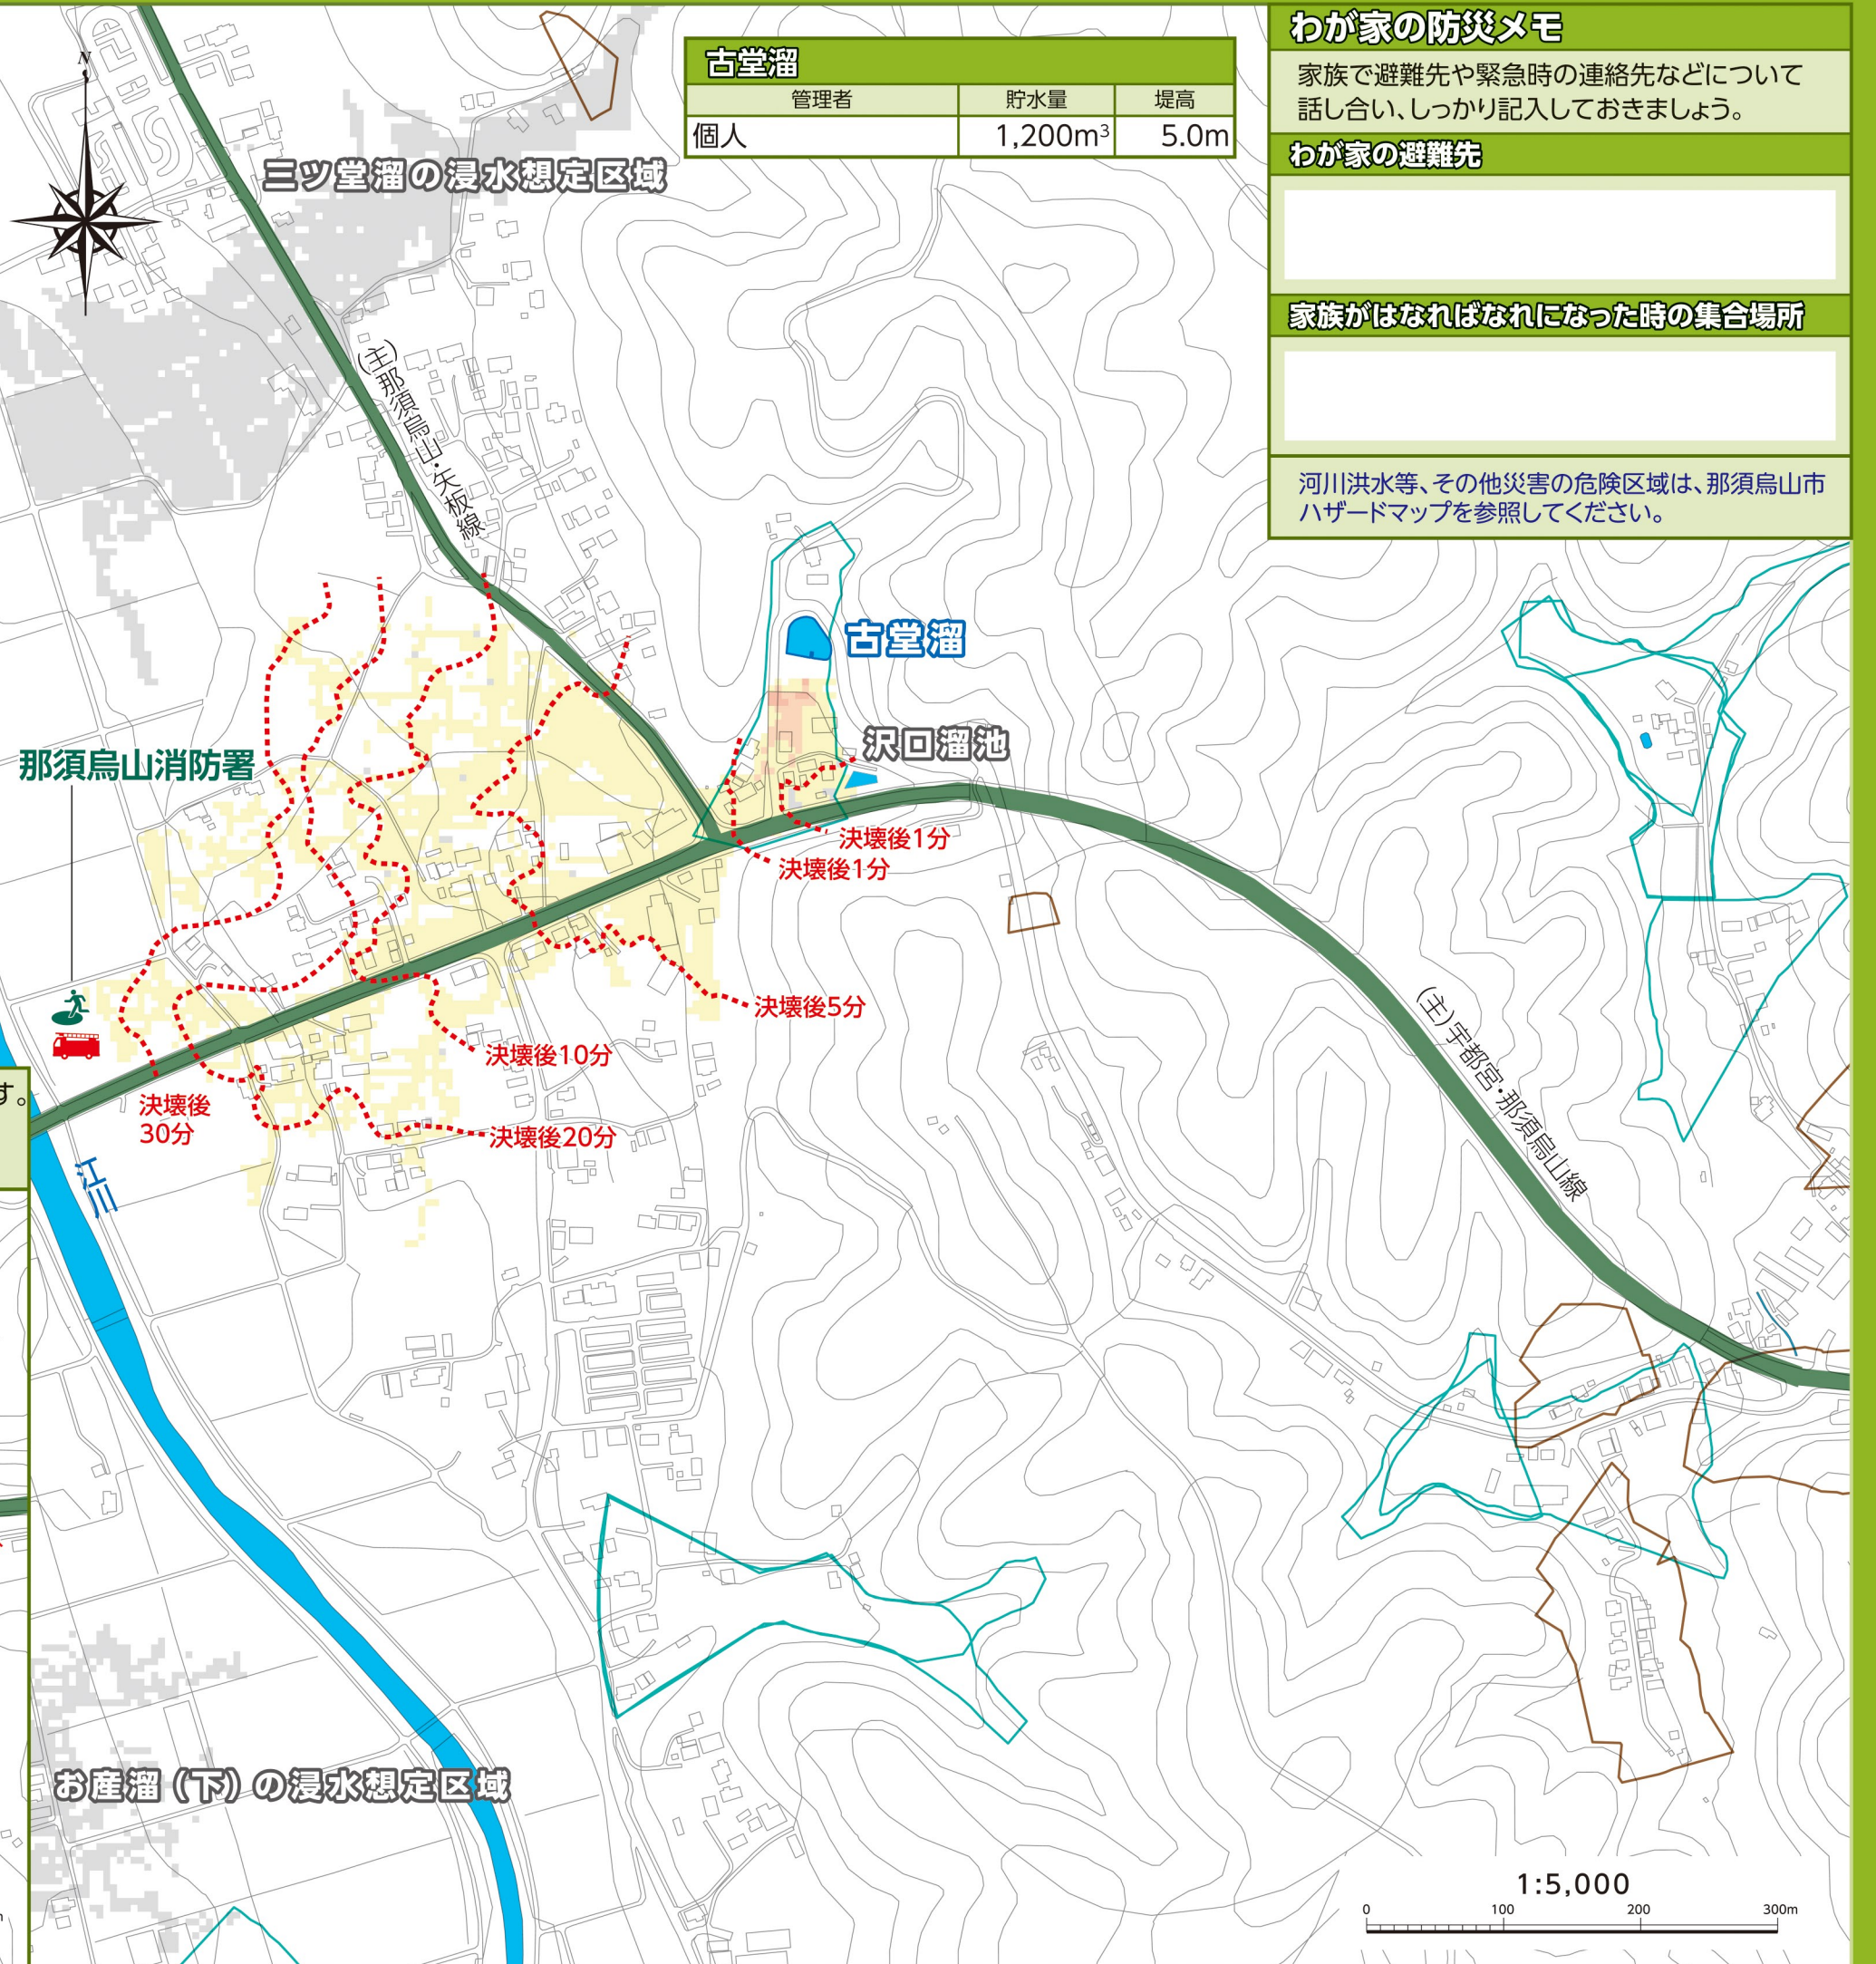 古堂溜
管理者 貯水量 堤高
個人 1,200m³ 5.0m
わが家の防災メモ
家族で避難先や緊急時の連絡先などについて
話し合い、しっかり記入しておきましょう。
わが家の避難先
家族がはなればなれになった時の集合場所
河川洪水等、その他災害の危険区域は、那須烏山市
ハザードマップを参照してください。
N
三ツ堂溜の浸水想定区域
(主)那須烏山・矢板線
古堂溜
沢口溜池
那須烏山消防署
決壊後1分
決壊後1分
決壊後5分
決壊後10分
決壊後
30分
決壊後20分
す。
江川
(主)宇都宮・那須烏山線
お産溜（下）の浸水想定区域
1:5,000
0 100 200 300m